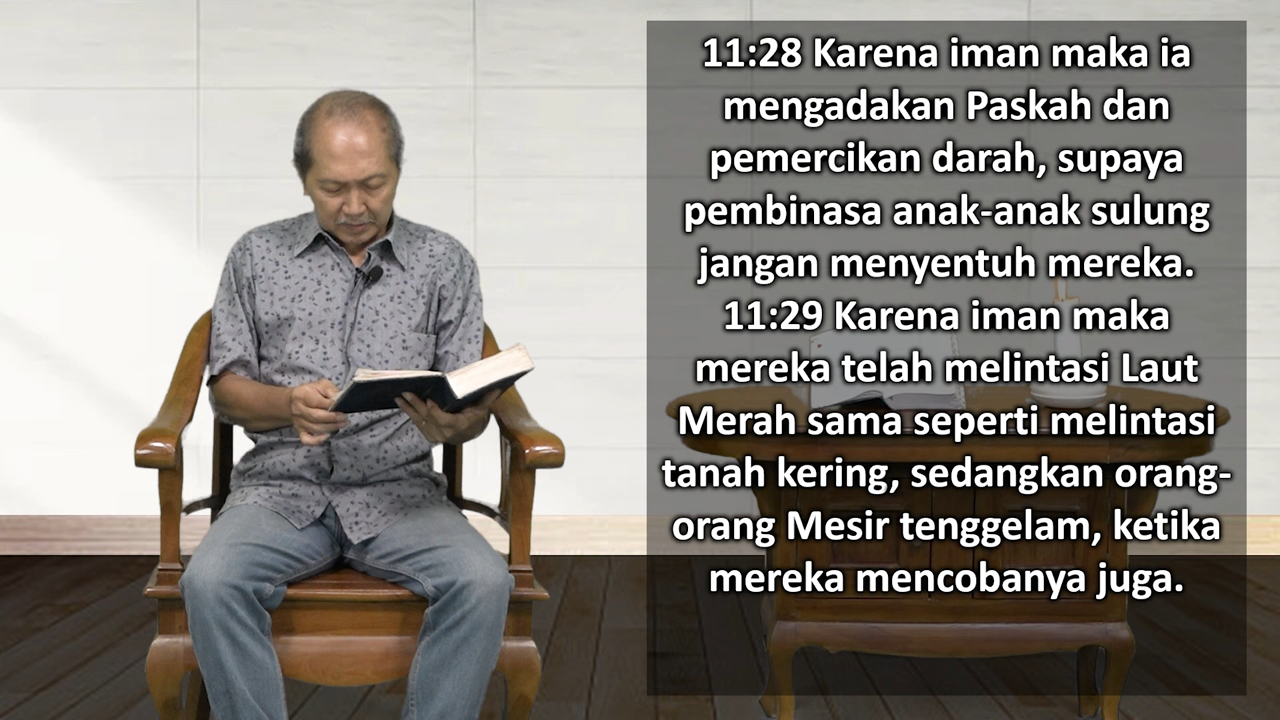 11:28 Karena iman maka ia
mengadakan Paskah dan
pemercikan darah, supaya
pembinasa anak-anak sulung
jangan menyentuh mereka.
11:29 Karena iman maka
mereka telah melintasi Laut
Merah sama seperti melintasi
tanah kering, sedangkan orang-
orang Mesir tenggelam, ketika
mereka mencobanya juga.